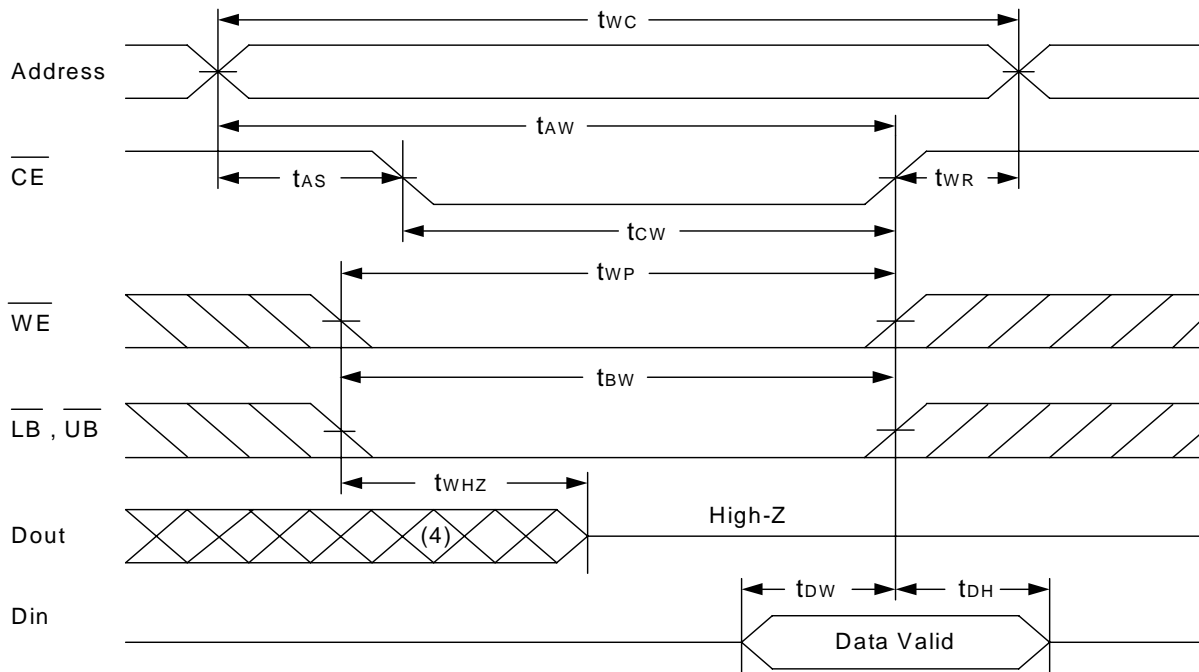 tWC
Address
tAW
CE
tAS
tWR
tCW
tWP
WE
tBW
LB , UB
tWHZ
Dout
(4)
High-Z
tDW
tDH
Din
Data Valid